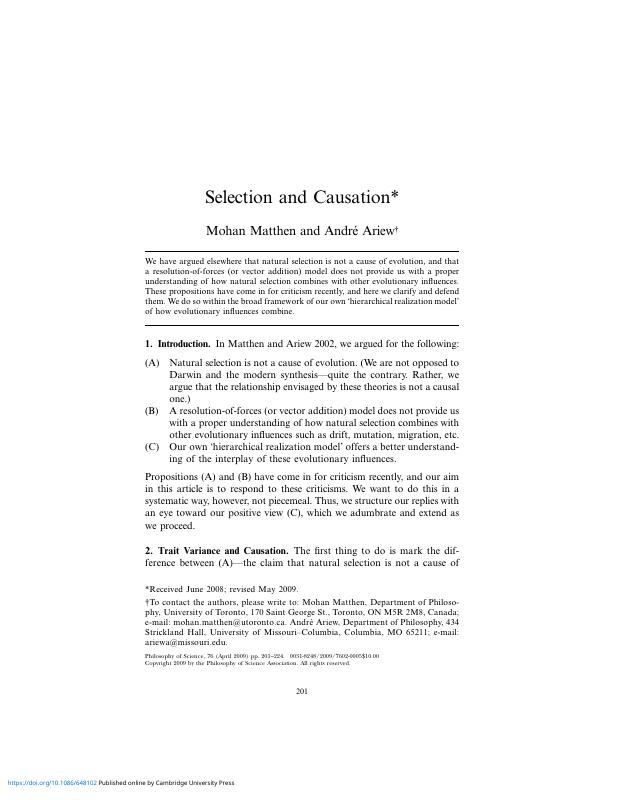 Selection and Causation*
Mohan Matthen and André Ariew†
We have argued elsewhere that natural selection is not a cause of evolution, and that
a resolution-of-forces (or vector addition) model does not provide us with a proper
understanding of how natural selection combines with other evolutionary influences.
These propositions have come in for criticism recently, and here we clarify and defend
them. We do so within the broad framework of our own ‘hierarchical realization model’
of how evolutionary influences combine.
1. Introduction. In Matthen and Ariew 2002, we argued for the following:
(A) Natural selection is not a cause of evolution. (We are not opposed to
Darwin and the modern synthesis—quite the contrary. Rather, we
argue that the relationship envisaged by these theories is not a causal
one.)
(B) A resolution-of-forces (or vector addition) model does not provide us
with a proper understanding of how natural selection combines with
other evolutionary influences such as drift, mutation, migration, etc.
(C) Our own ‘hierarchical realization model’ offers a better understand-
ing of the interplay of these evolutionary influences.
Propositions (A) and (B) have come in for criticism recently, and our aim
in this article is to respond to these criticisms. We want to do this in a
systematic way, however, not piecemeal. Thus, we structure our replies with
an eye toward our positive view (C), which we adumbrate and extend as
we proceed.
2. Trait Variance and Causation. The first thing to do is mark the dif-
ference between (A)—the claim that natural selection is not a cause of
*Received June 2008; revised May 2009.
†To contact the authors, please write to: Mohan Matthen, Department of Philoso-
phy, University of Toronto, 170 Saint George St., Toronto, ON M5R 2M8, Canada;
e-mail: mohan.matthen@utoronto.ca. André Ariew, Department of Philosophy, 434
Strickland Hall, University of Missouri–Columbia, Columbia, MO 65211; e-mail:
ariewa@missouri.edu.
Philosophy of Science, 76 (April 2009) pp. 201–224. 0031-8248/2009/7602-0005$10.00
Copyright 2009 by the Philosophy of Science Association. All rights reserved.
201
https://doi.org/10.1086/648102 Published online by Cambridge University Press